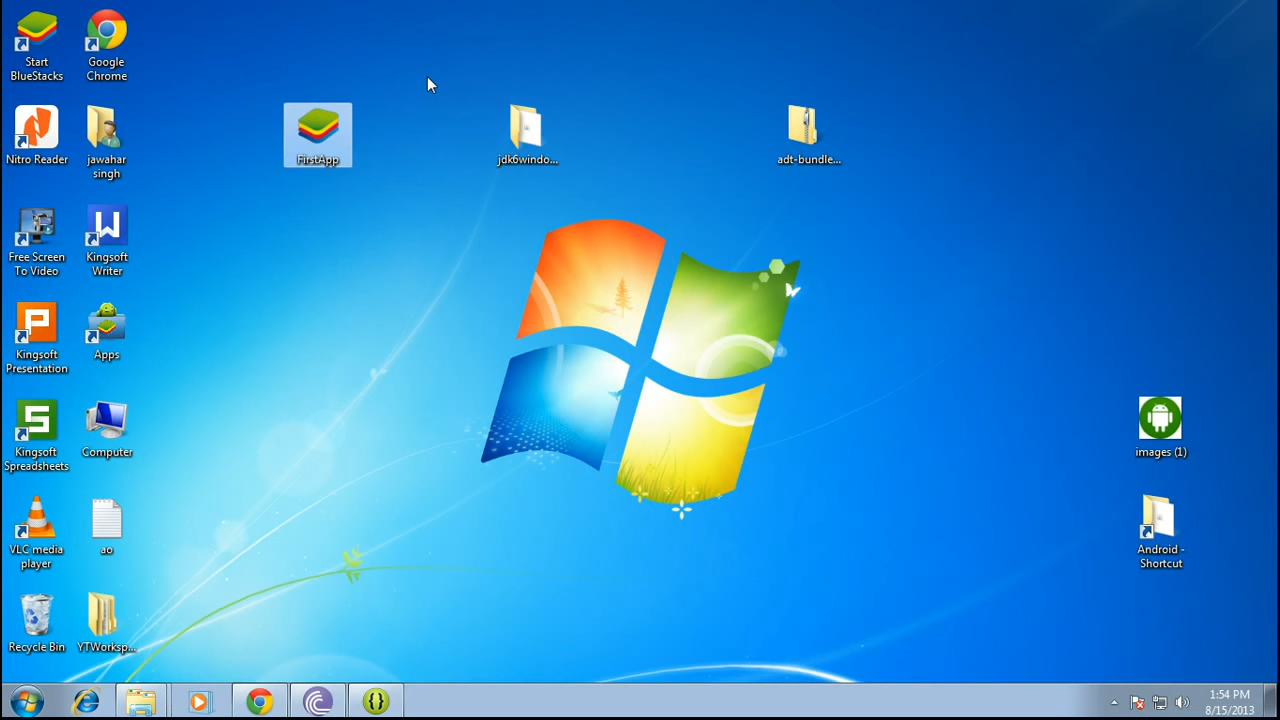 Start
BlueStacks
Google
Chrome
Nitro Reader
jawahar
singh
FirstApp
jdk6windo...
adt-bundle...
Free Screen
To Video
Kingsoft
Writer
Kingsoft
Presentation
Apps
Kingsoft
Spreadsheets
Computer
images (1)
VLC media
player
ao
Android -
Shortcut
Recycle Bin
YTWorksp...
1:54 PM
8/15/2013